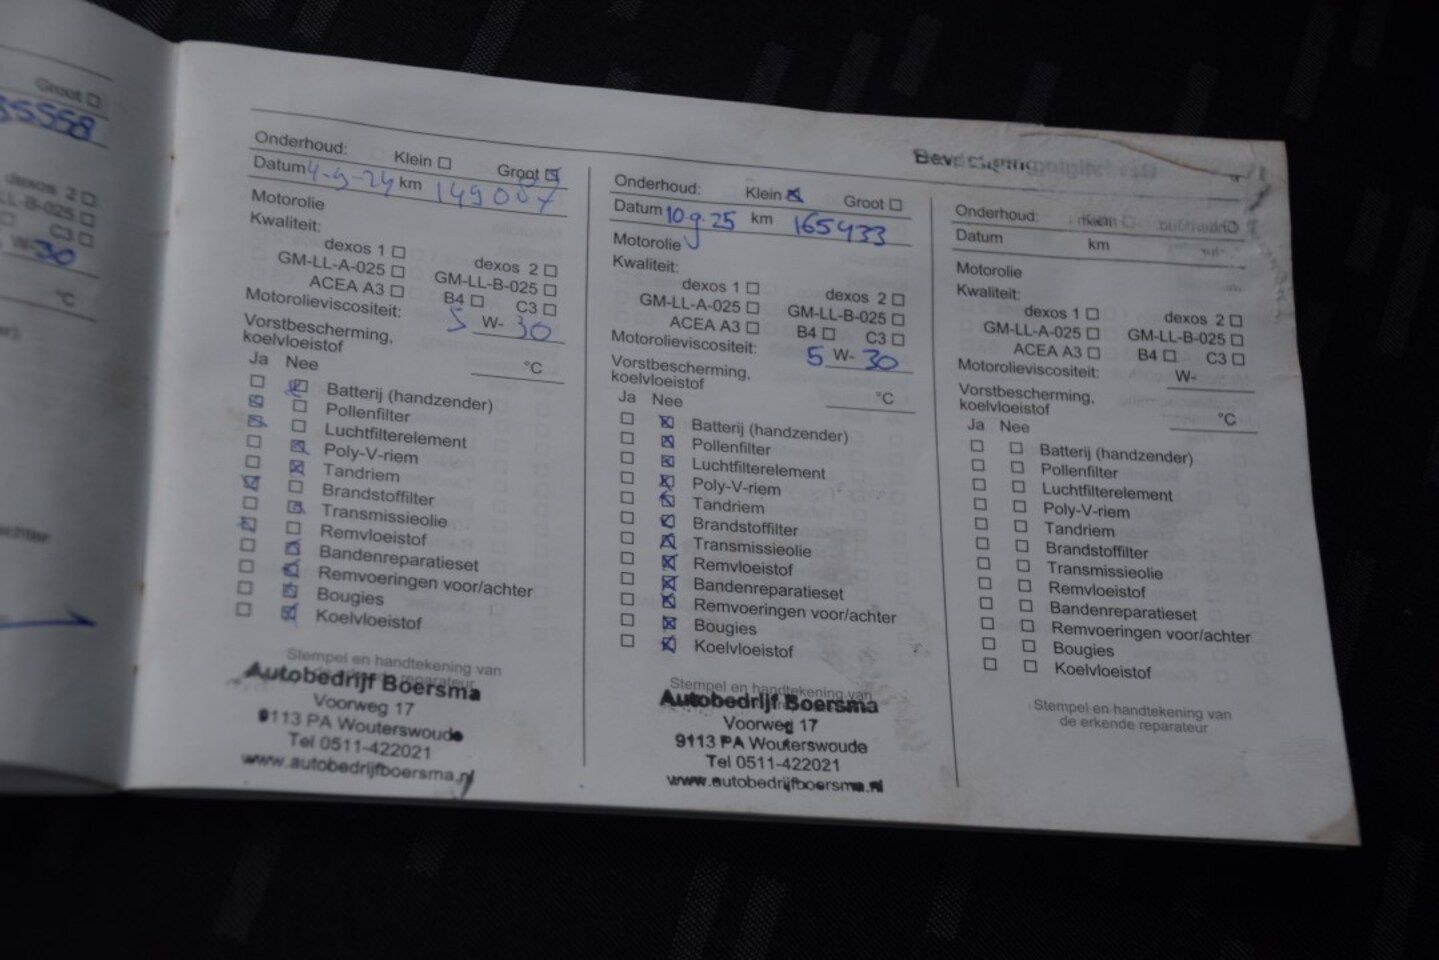 Groot
55558
dexos 2
LL-B-025
C3
W- 30
°C
achter
Onderhoud: Klein Groot
Datum 4-9-24 km 149007
Motorolie
Kwaliteit:
dexos 1 dexos 2
GM-LL-A-025 GM-LL-B-025
ACEA A3 B4 C3
Motorolieviscositeit: 5 W- 30
Vorstbescherming,
koelvloeistof °C
Ja Nee
Batterij (handzender)
Pollenfilter
Luchtfilterelement
Poly-V-riem
Tandriem
Brandstoffilter
Transmissieolie
Remvloeistof
Bandenreparatieset
Remvoeringen voor/achter
Bougies
Koelvloeistof
Stempel en handtekening van
reparateur
Autobedrijf Boersma
Voorweg 17
9113 PA Wouterswoude
Tel 0511-422021
www.autobedrijfboersma.nl
Onderhoud: Klein Groot
Datum 10-9-25 km 165433
Motorolie
Kwaliteit:
dexos 1 dexos 2
GM-LL-A-025 GM-LL-B-025
ACEA A3 B4 C3
Motorolieviscositeit: 5 W- 30
Vorstbescherming,
koelvloeistof °C
Ja Nee
Batterij (handzender)
Pollenfilter
Luchtfilterelement
Poly-V-riem
Tandriem
Brandstoffilter
Transmissieolie
Remvloeistof
Bandenreparatieset
Remvoeringen voor/achter
Bougies
Koelvloeistof
Stempel en handtekening van
Autobedrijf Boersma
Voorweg 17
9113 PA Wouterswoude
Tel 0511-422021
www.autobedrijfboersma.nl
Onderhoud: Klein
Datum km
Motorolie
Kwaliteit:
dexos 1 dexos 2
GM-LL-A-025 GM-LL-B-025
ACEA A3 B4 C3
Motorolieviscositeit: W-
Vorstbescherming,
koelvloeistof °C
Ja Nee
Batterij (handzender)
Pollenfilter
Luchtfilterelement
Poly-V-riem
Tandriem
Brandstoffilter
Transmissieolie
Remvloeistof
Bandenreparatieset
Remvoeringen voor/achter
Bougies
Koelvloeistof
Stempel en handtekening van
de erkende reparateur